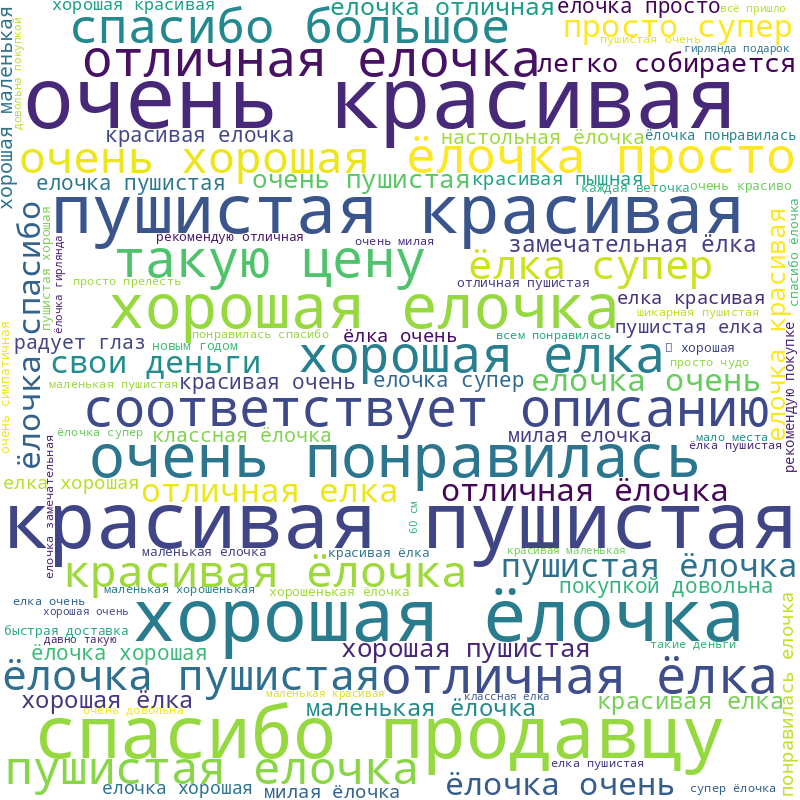 хорошая красивая
ёлочка отличная
елочка просто
всё пришло
спасибо большое
просто супер
пушистая очень
гирлянда подарок
отличная елочка
легко собирается
хорошая маленькая
довольна покупкой
очень красивая
красивая елочка
настольная ёлочка
ёлочка понравилась
очень хорошая
ёлочка просто
елочка пушистая
очень пушистая
красивая пышная
каждая веточка
очень красиво
пушистая красивая
рекомендую отличная
очень милая
замечательная ёлка
спасибо ёлочка
ёлочка спасибо
пушистая хорошая
ёлочка гирлянда
такую цену
ёлка супер
просто прелесть
отличная пушистая
елка красивая
хорошая елочка
шикарная пушистая
пушистая елка
ёлочка красивая
рекомендую покупке
понравилась спасибо
ёлка очень
всем понравилась
радует глаз
новым годом
хорошая елка
хорошая
просто чудо
свои деньги
очень симпатичная
маленькая пушистая
красивая очень
елочка супер
елочка очень
соответствует описанию
ёлочка супер
классная ёлочка
милая елочка
мало места
ёлка пушистая
очень понравилась
елочка замечательная
елка хорошая
отличная елка
отличная ёлочка
красивая пушистая
60 см
маленькая елочка
красивая ёлка
красивая маленькая
красивая ёлочка
пушистая ёлочка
маленькая хорошенькая
хорошенькая ёлочка
покупкой довольна
елка очень
хорошая очень
хорошая ёлочка
быстрая доставка
давно такую
ёлочка хорошая
хорошая пушистая
такие деньги
ёлочка пушистая
отличная ёлка
хорошая ёлка
маленькая красивая
классная елка
красивая елка
очень довольна
маленькая ёлочка
понравилась елочка
спасибо продавцу
пушистая елочка
елка пушистая
елочка хорошая
милая ёлочка
ёлочка очень
супер ёлочка